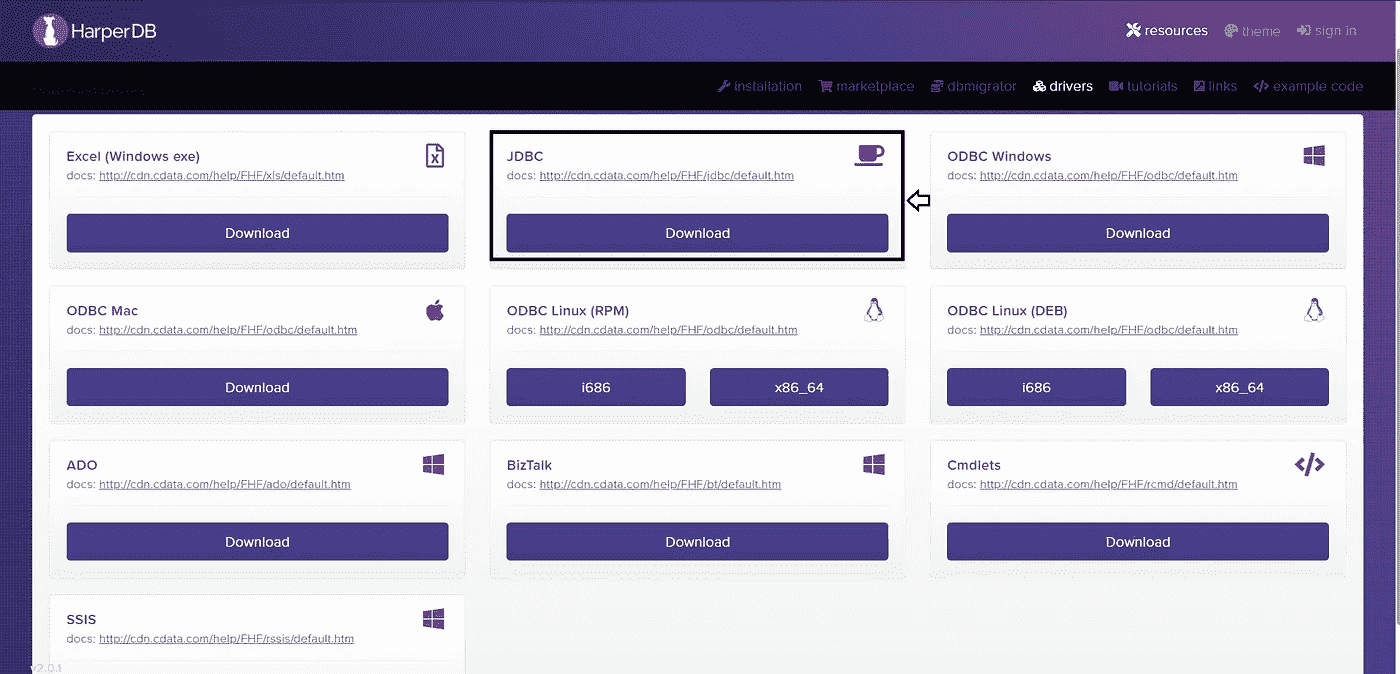 HarperDB
resources theme sign in
installation marketplace dbmigrator drivers tutorials links example code
Excel (Windows exe)
docs: http://cdn.cdata.com/help/FHF/xls/default.htm
Download
JDBC
docs: http://cdn.cdata.com/help/FHF/jdbc/default.htm
Download
ODBC Windows
docs: http://cdn.cdata.com/help/FHF/odbc/default.htm
Download
ODBC Mac
docs: http://cdn.cdata.com/help/FHF/odbc/default.htm
Download
ODBC Linux (RPM)
docs: http://cdn.cdata.com/help/FHF/odbc/default.htm
i686 x86_64
ODBC Linux (DEB)
docs: http://cdn.cdata.com/help/FHF/odbc/default.htm
i686 x86_64
ADO
docs: http://cdn.cdata.com/help/FHF/ado/default.htm
Download
BizTalk
docs: http://cdn.cdata.com/help/FHF/bt/default.htm
Download
Cmdlets
docs: http://cdn.cdata.com/help/FHF/rcmd/default.htm
Download
SSIS
docs: http://cdn.cdata.com/help/FHF/rssis/default.htm
v2.0.1